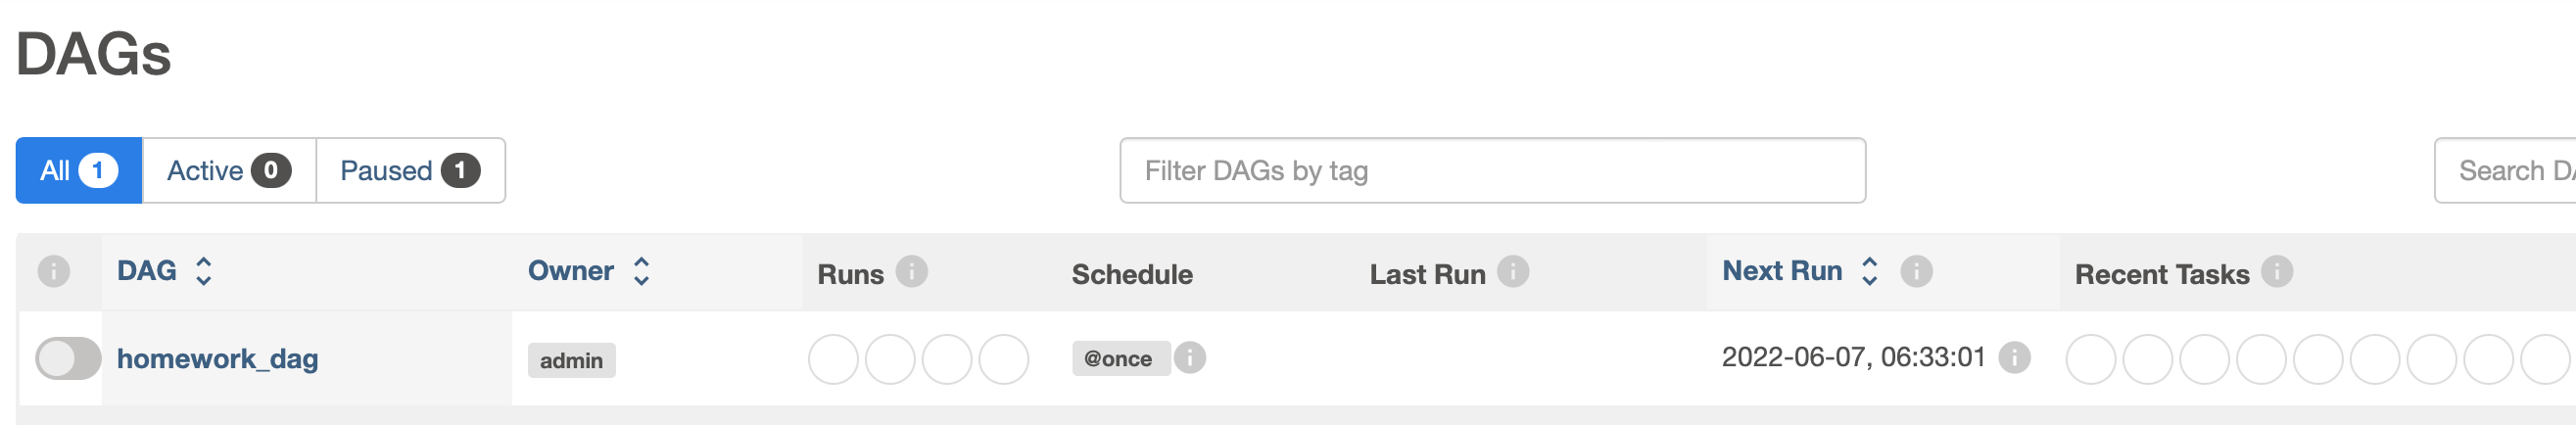 DAGs
All 1 Active 0 Paused 1 Filter DAGs by tag Search DA
DAG Owner Runs Schedule Last Run Next Run Recent Tasks
homework_dag admin @once 2022-06-07, 06:33:01